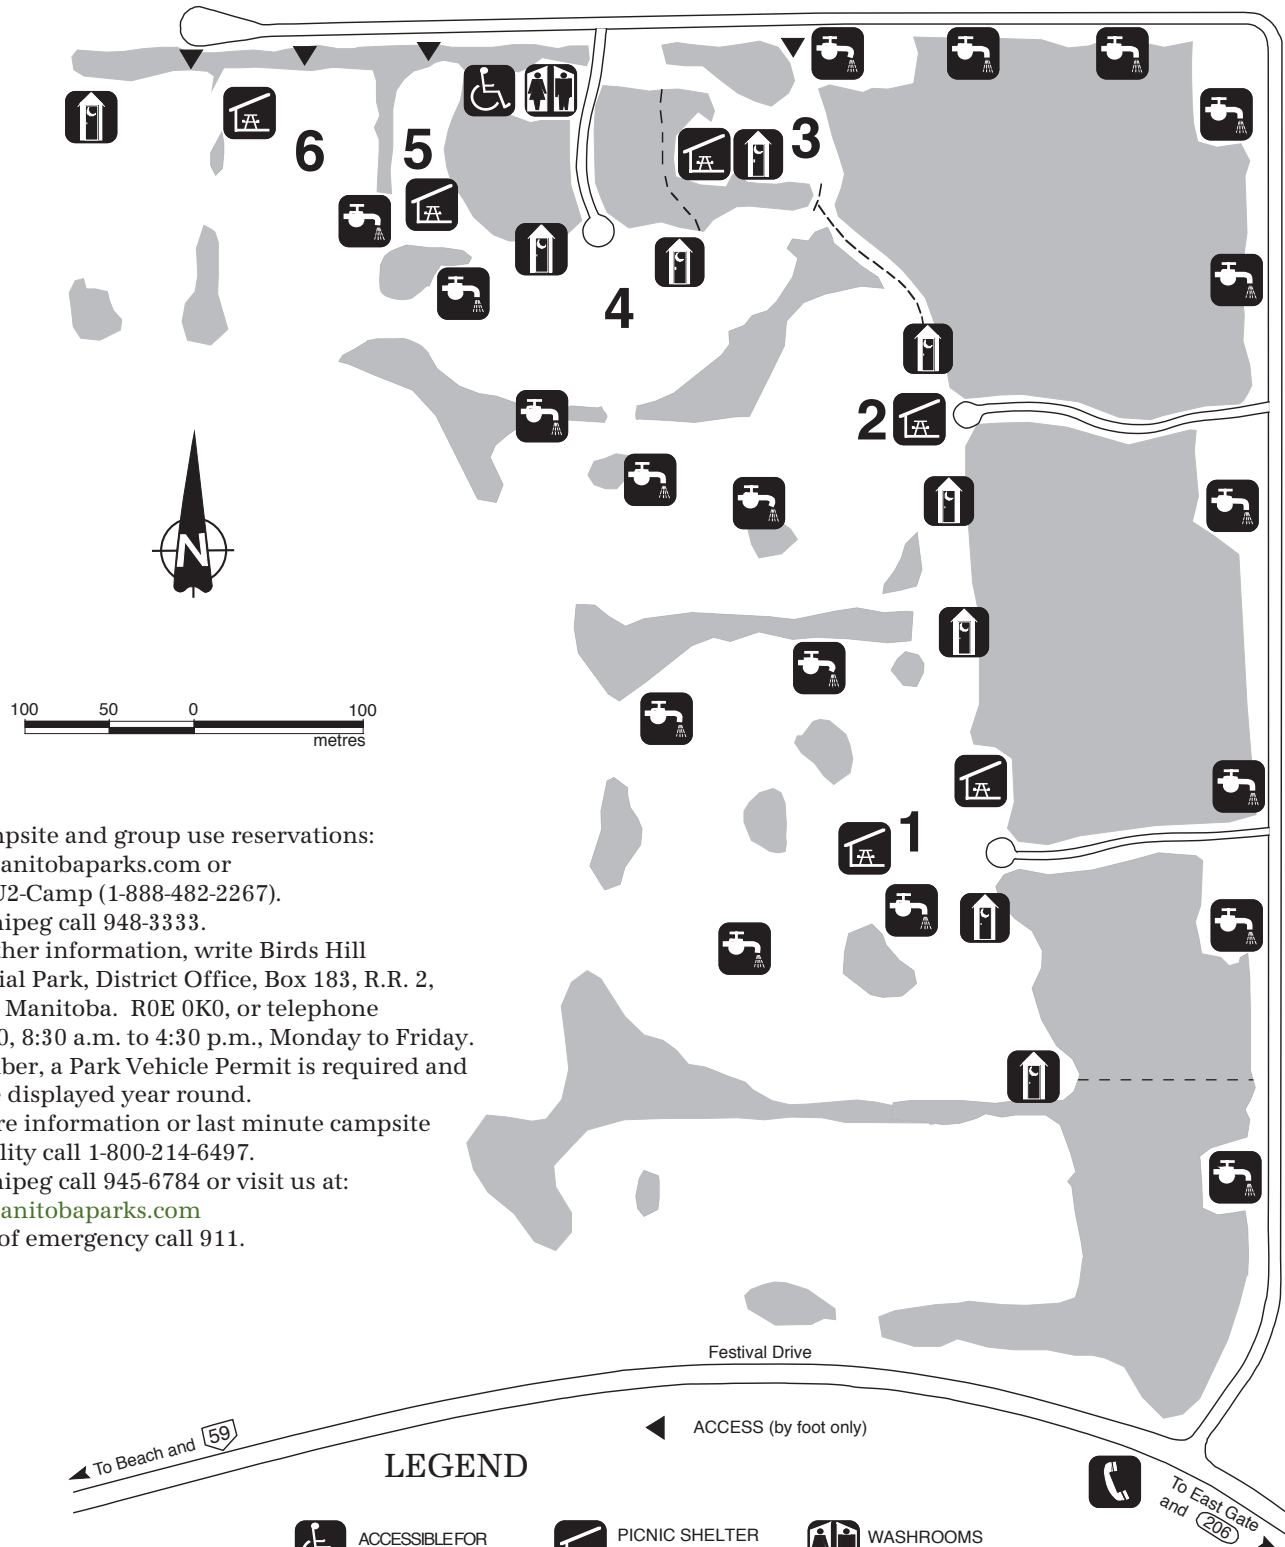 6
5
3
4
2
N
100 50 0 100
metres
1
mpsite and group use reservations:
anitobaparks.com or
U2-Camp (1-888-482-2267).
nipeg call 948-3333.
ther information, write Birds Hill
ial Park, District Office, Box 183, R.R. 2,
Manitoba. R0E 0K0, or telephone
0, 8:30 a.m. to 4:30 p.m., Monday to Friday.
ber, a Park Vehicle Permit is required and
e displayed year round.
re information or last minute campsite
lity call 1-800-214-6497.
nipeg call 945-6784 or visit us at:
anitobaparks.com
of emergency call 911.
Festival Drive
ACCESS (by foot only)
To Beach and 59
LEGEND
To East Gate
and 206
ACCESSIBLE FOR
PICNIC SHELTER
WASHROOMS